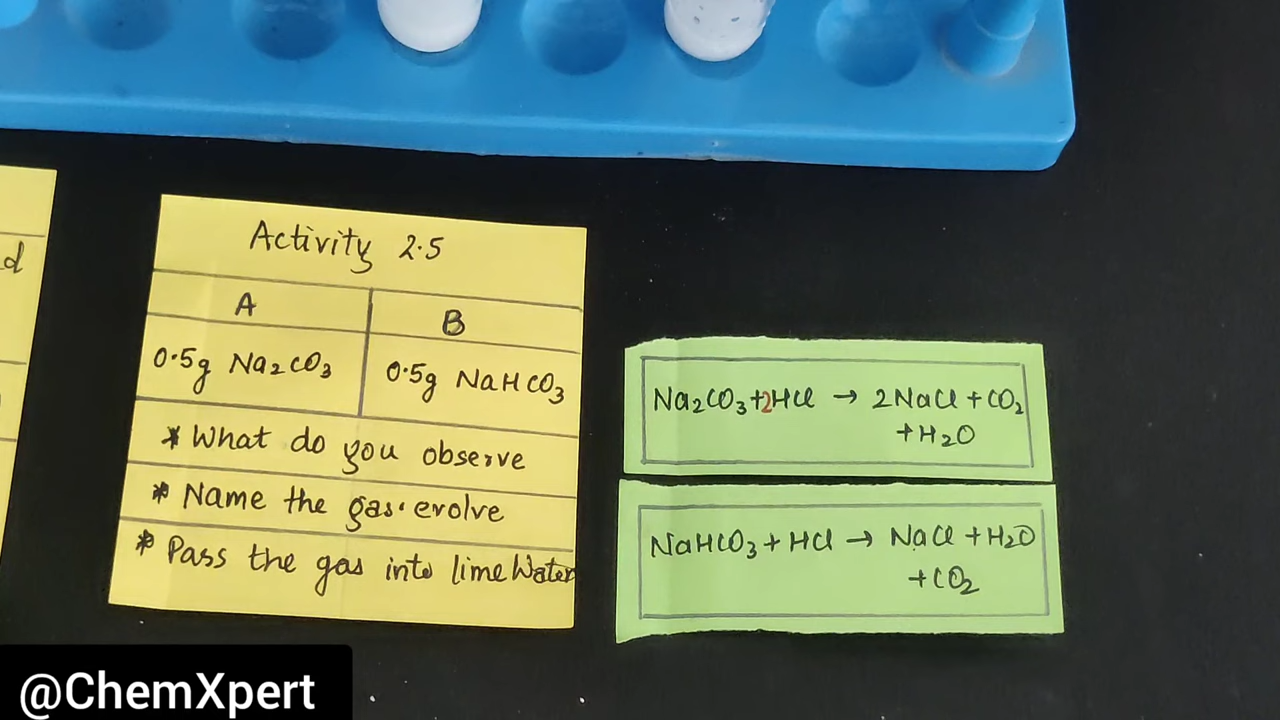 d
Activity 2.5
A
B
0.5g Na₂CO₃
0.5g NaHCO₃
* What do you observe
* Name the gas evolve
* Pass the gas into lime Water
Na₂CO₃+2HCl → 2NaCl + CO₂
+H₂O
NaHCO₃+HCl → NaCl +H₂O
+CO₂
@ChemXpert